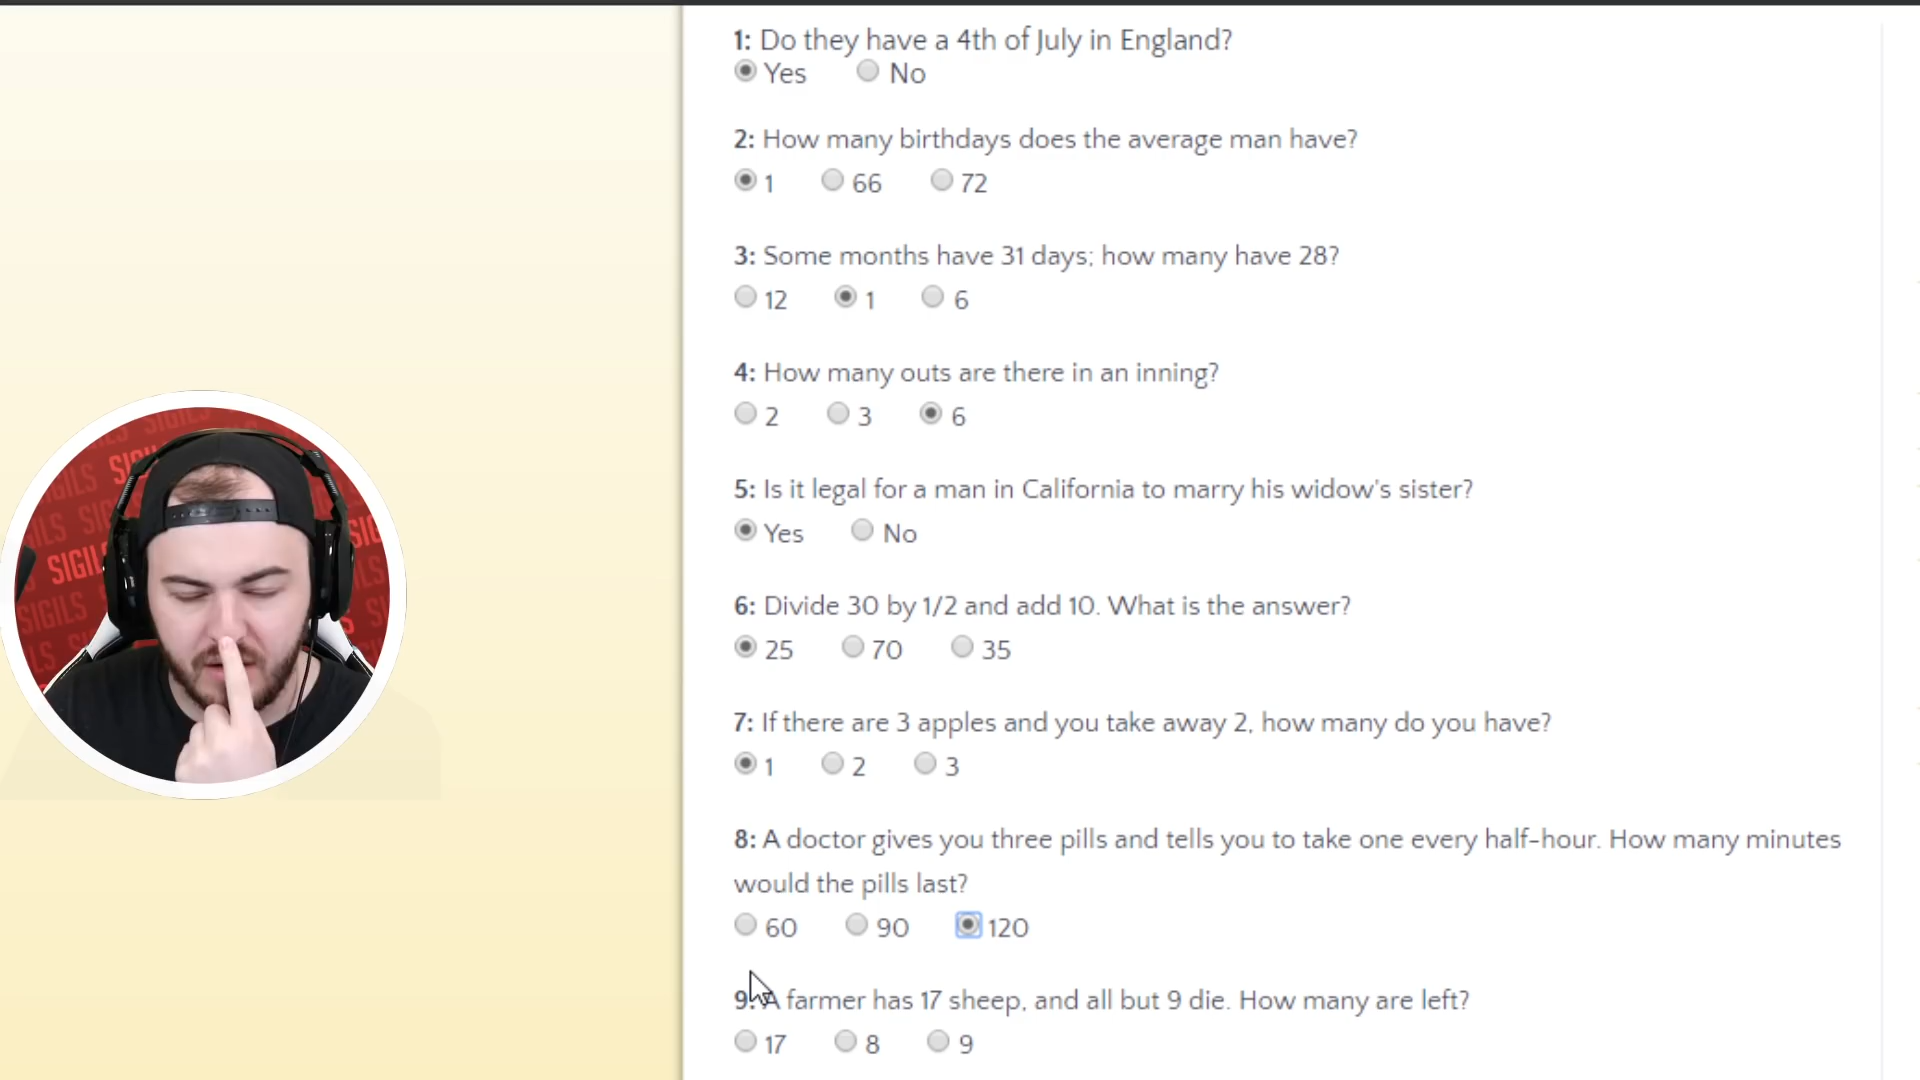 1: Do they have a 4th of July in England?
Yes No
2: How many birthdays does the average man have?
1 66 72
3: Some months have 31 days; how many have 28?
12 1 6
4: How many outs are there in an inning?
2 3 6
5: Is it legal for a man in California to marry his widow's sister?
Yes No
6: Divide 30 by 1/2 and add 10. What is the answer?
25 70 35
7: If there are 3 apples and you take away 2, how many do you have?
1 2 3
8: A doctor gives you three pills and tells you to take one every half-hour. How many minutes
would the pills last?
60 90 120
9: A farmer has 17 sheep, and all but 9 die. How many are left?
17 8 9
SIGILS
SIGILS